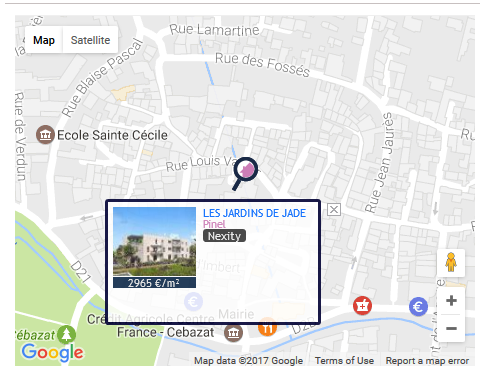 Map
Satellite
Rue Lamartine
Rue des Fossés
Rue Blaise Pascal
Rue de Verdun
Ecole Sainte Cécile
Rue Louis
Rue Jean Jaurès
LES JARDINS DE JADE
Pinel
Nexity
2965 €/m²
D21
Mairie
Crédit Agricole Centre
France - Cebazat
Google
Map data ©2017 Google
Terms of Use
Report a map error